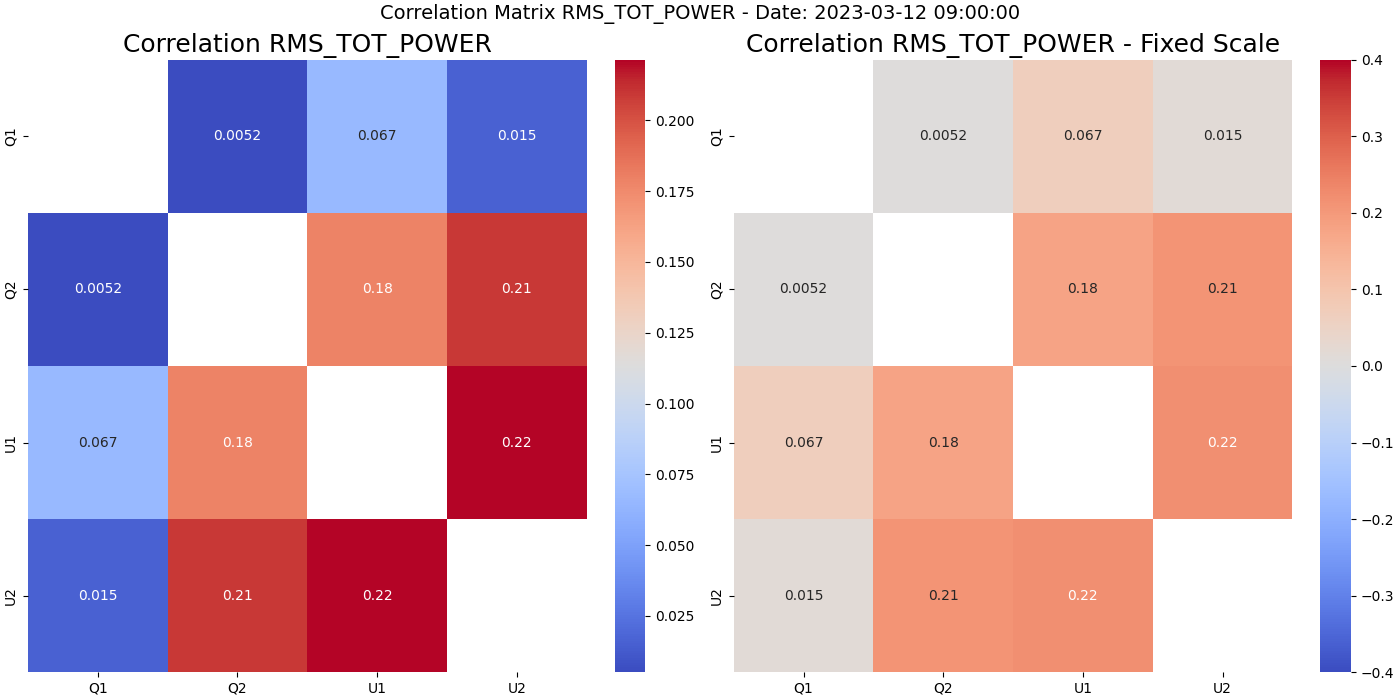 Correlation Matrix RMS_TOT_POWER - Date: 2023-03-12 09:00:00
Correlation RMS_TOT_POWER
Q1
0.0052 0.067 0.015
Q2
0.0052 0.18 0.21
U1
0.067 0.18 0.22
U2
0.015 0.21 0.22
Q1 Q2 U1 U2
0.200
0.175
0.150
0.125
0.100
0.075
0.050
0.025
Correlation RMS_TOT_POWER - Fixed Scale
Q1
0.0052 0.067 0.015
Q2
0.0052 0.18 0.21
U1
0.067 0.18 0.22
U2
0.015 0.21 0.22
Q1 Q2 U1 U2
0.4
0.3
0.2
0.1
0.0
−0.1
−0.2
−0.3
−0.4